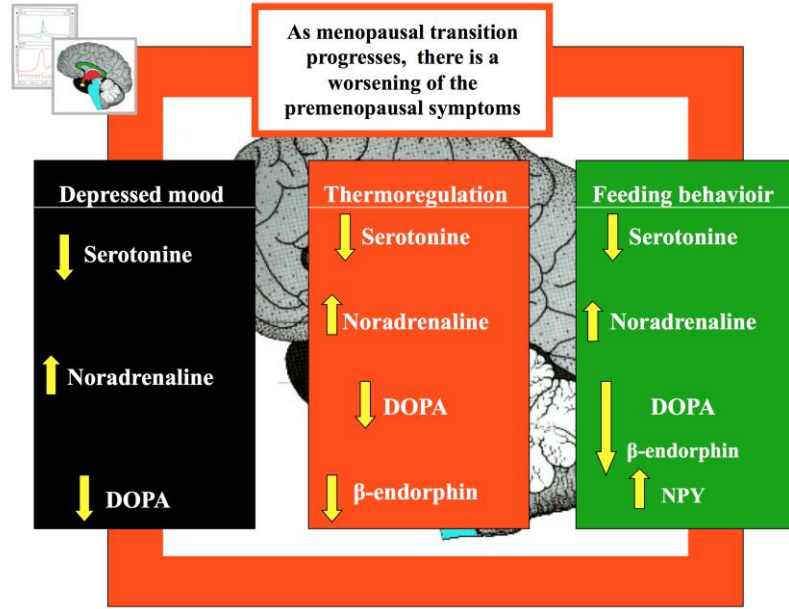 As menopausal transition
progresses, there is a
worsening of the
premenopausal symptoms
Depressed mood
Serotonine
Noradrenaline
DOPA
Thermoregulation
Serotonine
Noradrenaline
DOPA
β-endorphin
Feeding behavioir
Serotonine
Noradrenaline
DOPA
β-endorphin
NPY